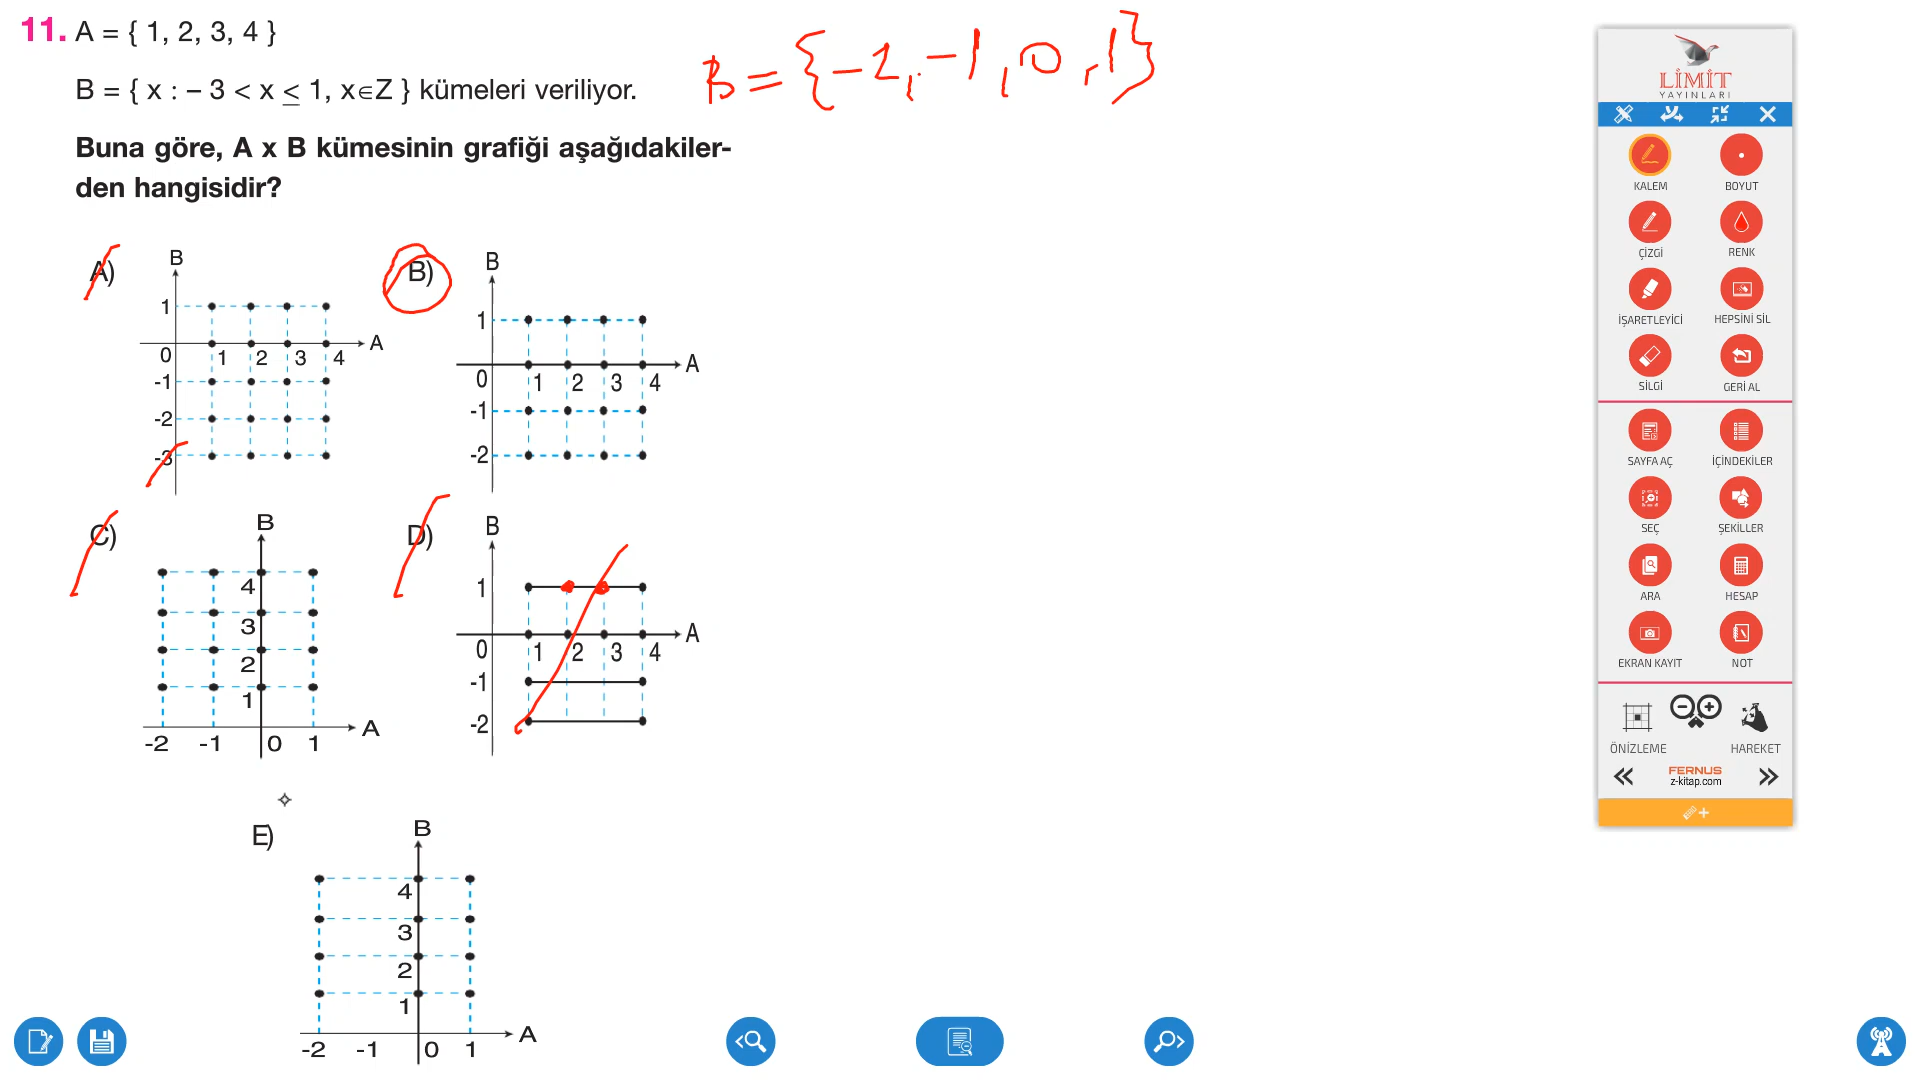 11. A = { 1, 2, 3, 4 }
B = { x : – 3 < x ≤ 1, x∈Z } kümeleri veriliyor.
B = {-2, -1, 0, 1}
Buna göre, A x B kümesinin grafiği aşağıdakiler-
den hangisidir?
A)
B
1
0 1 2 3 4 A
-1
-2
-3
B)
B
1
0 1 2 3 4 A
-1
-2
C)
B
4
3
2
1
-2 -1 0 1 A
D)
B
1
0 1 2 3 4 A
-1
-2
E)
B
4
3
2
1
-2 -1 0 1 A
LİMİT
YAYINLARI
KALEM BOYUT
ÇİZGİ RENK
İŞARETLEYİCİ HEPSİNİ SİL
SİLGİ GERİ AL
SAYFA AÇ İÇİNDEKİLER
SEÇ ŞEKİLLER
ARA HESAP
EKRAN KAYIT NOT
ÖNİZLEME HAREKET
FERNUS
z-kitap.com